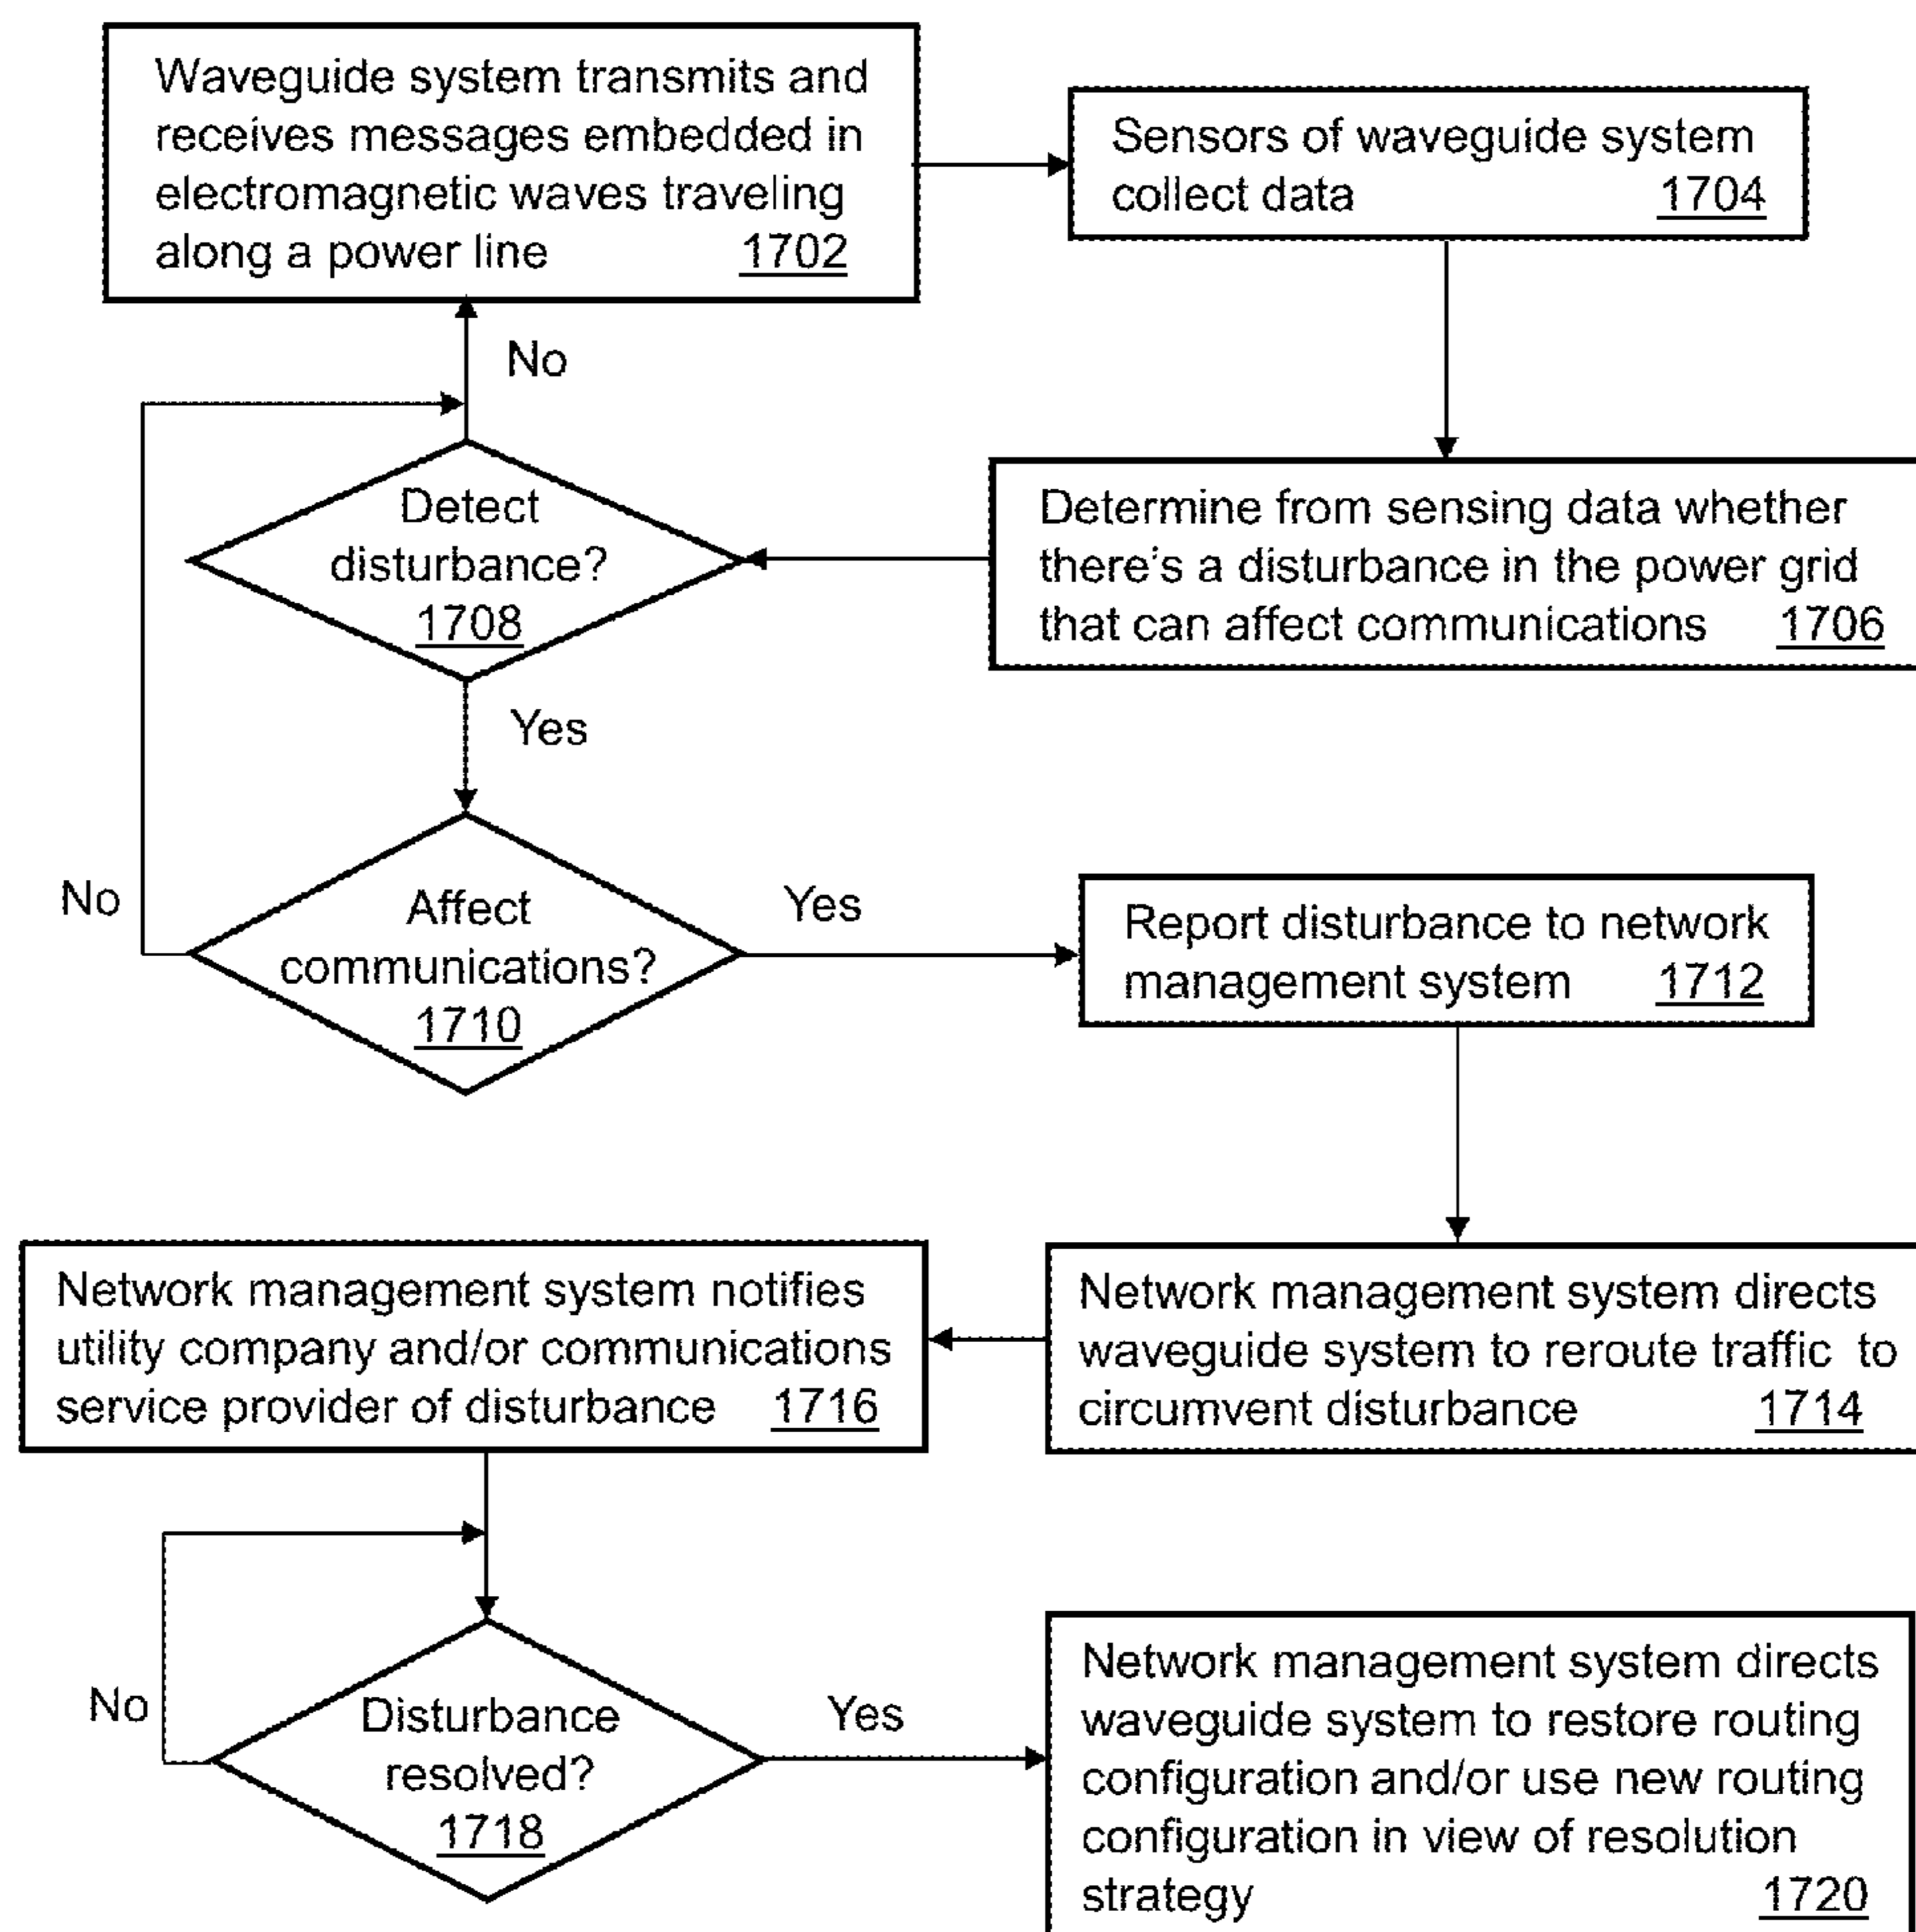 Waveguide system transmits and
receives messages embedded in
electromagnetic waves traveling
along a power line 1702
Sensors of waveguide system
collect data 1704
No
Detect
disturbance?
1708
Determine from sensing data whether
there's a disturbance in the power grid
that can affect communications 1706
Yes
No
Affect
communications?
1710
Yes
Report disturbance to network
management system 1712
Network management system notifies
utility company and/or communications
service provider of disturbance 1716
Network management system directs
waveguide system to reroute traffic to
circumvent disturbance 1714
No
Disturbance
resolved?
1718
Yes
Network management system directs
waveguide system to restore routing
configuration and/or use new routing
configuration in view of resolution
strategy 1720